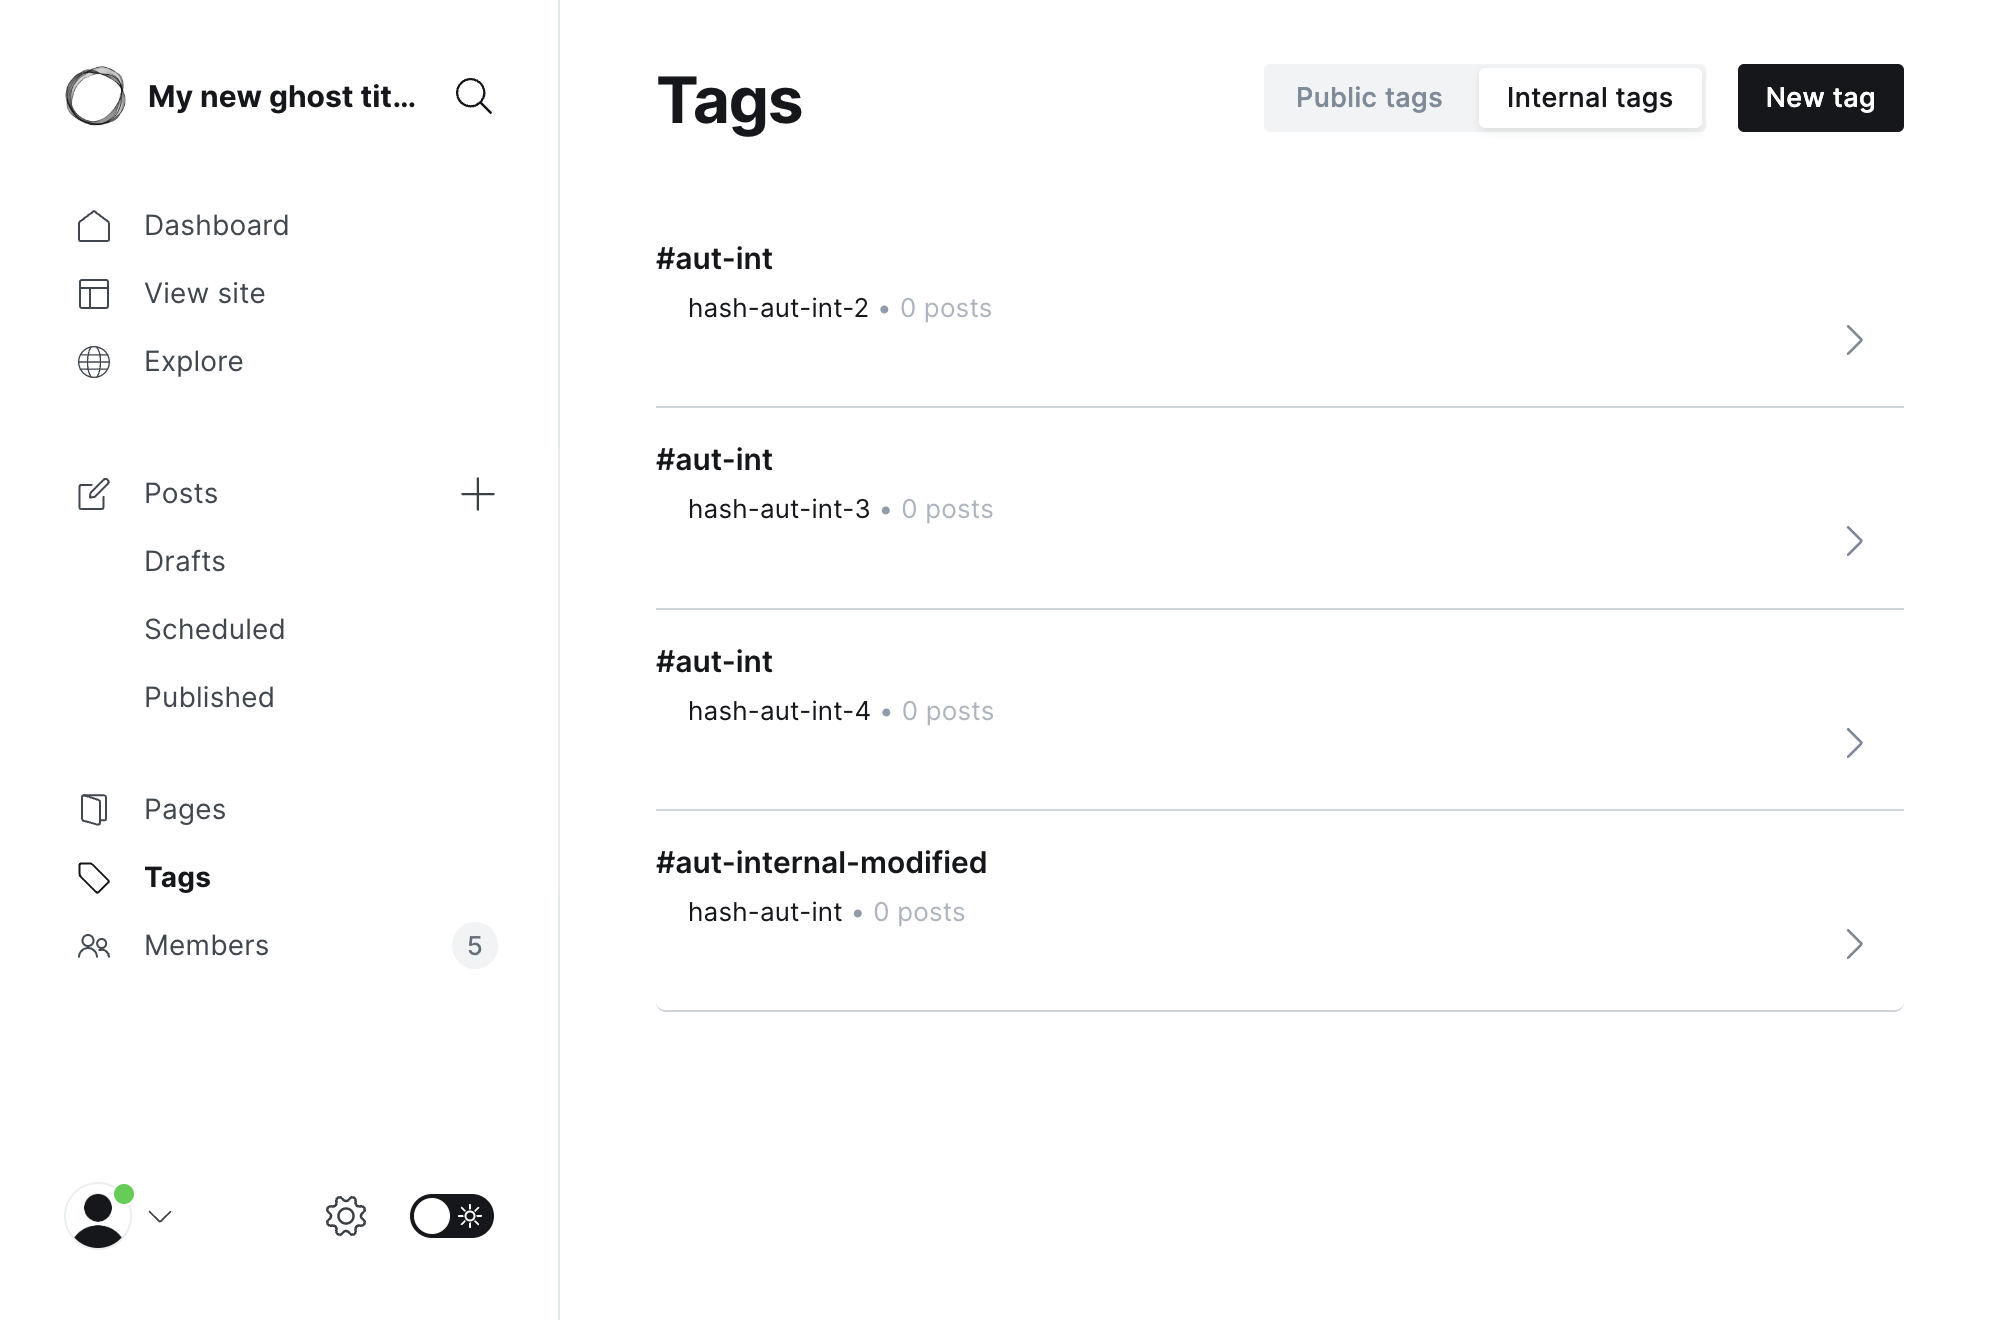 My new ghost tit...
Dashboard
View site
Explore
Posts
Drafts
Scheduled
Published
Pages
Tags
Members 5
Tags
Public tags Internal tags New tag
#aut-int
hash-aut-int-2 • 0 posts
#aut-int
hash-aut-int-3 • 0 posts
#aut-int
hash-aut-int-4 • 0 posts
#aut-internal-modified
hash-aut-int • 0 posts